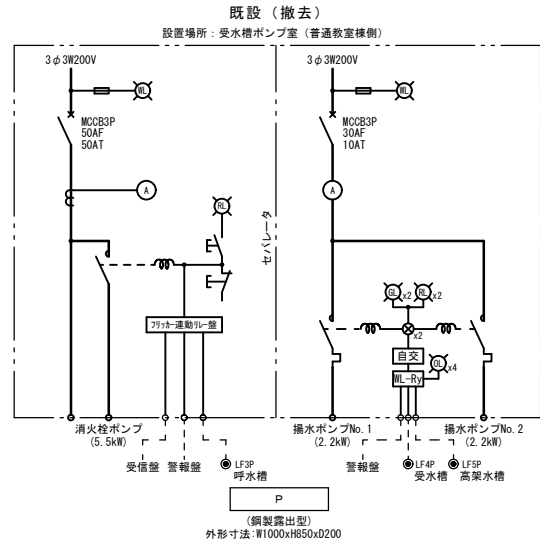 既設（撤去）
設置場所：受水槽ポンプ室（普通教室棟側）
3φ3W200V
WL
MCCB3P
50AF
50AT
A
RL
フリッカー連動リレー盤
消火栓ポンプ
(5.5kW)
受信盤
警報盤
LF3P
呼水槽
セパレータ
3φ3W200V
WL
MCCB3P
30AF
10AT
A
GL x2
RL x2
x2
自交
OL x4
WL-Ry
揚水ポンプNo.1
(2.2kW)
揚水ポンプNo.2
(2.2kW)
警報盤
LF4P
受水槽
LF5P
高架水槽
P
(鋼製露出型)
外形寸法:W1000xH850xD200